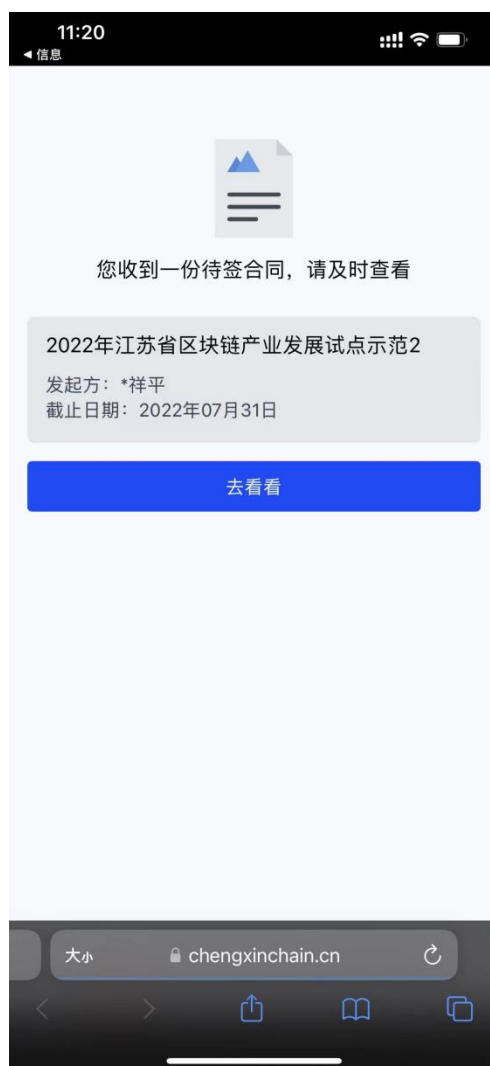 11:20
◀信息
您收到一份待签合同，请及时查看
2022年江苏省区块链产业发展试点示范2
发起方：*祥平
截止日期：2022年07月31日
去看看
大小
chengxinchain.cn